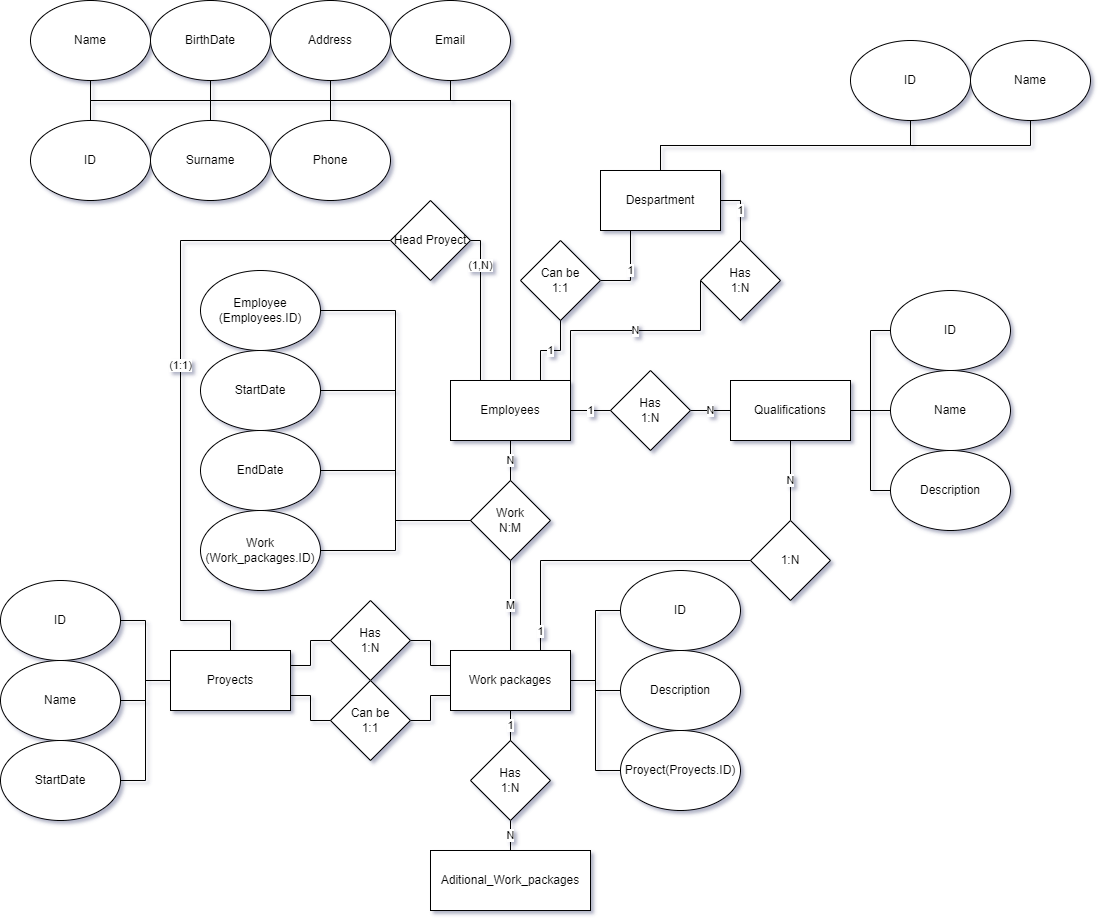 Name
BirthDate
Address
Email
ID
Name
ID
Surname
Phone
Despartment
1
Head Proyect
(1,N)
Can be
1:1
1
Has
1:N
Employee
(Employees.ID)
N
1
(1:1)
ID
StartDate
Employees
1
Has
1:N
N
Qualifications
Name
EndDate
N
N
Description
Work
N:M
Work
(Work_packages.ID)
1:N
ID
M
1
ID
Has
1:N
Proyects
Work packages
Description
Name
Can be
1:1
1
StartDate
Has
1:N
Proyect(Proyects.ID)
N
Aditional_Work_packages